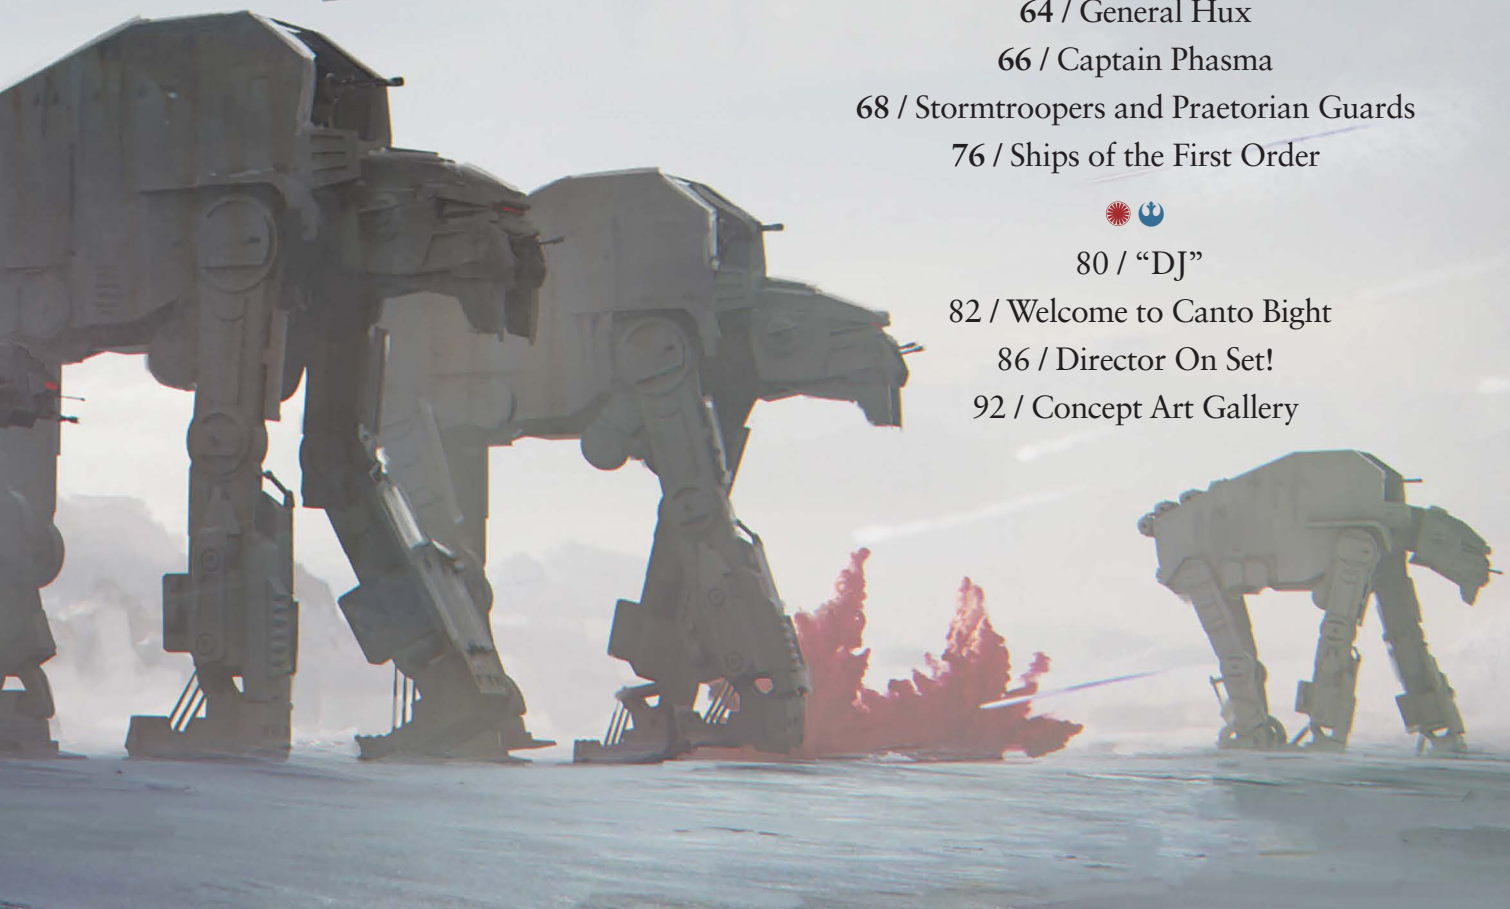 64 / General Hux
66 / Captain Phasma
68 / Stormtroopers and Praetorian Guards
76 / Ships of the First Order
80 / “DJ”
82 / Welcome to Canto Bight
86 / Director On Set!
92 / Concept Art Gallery